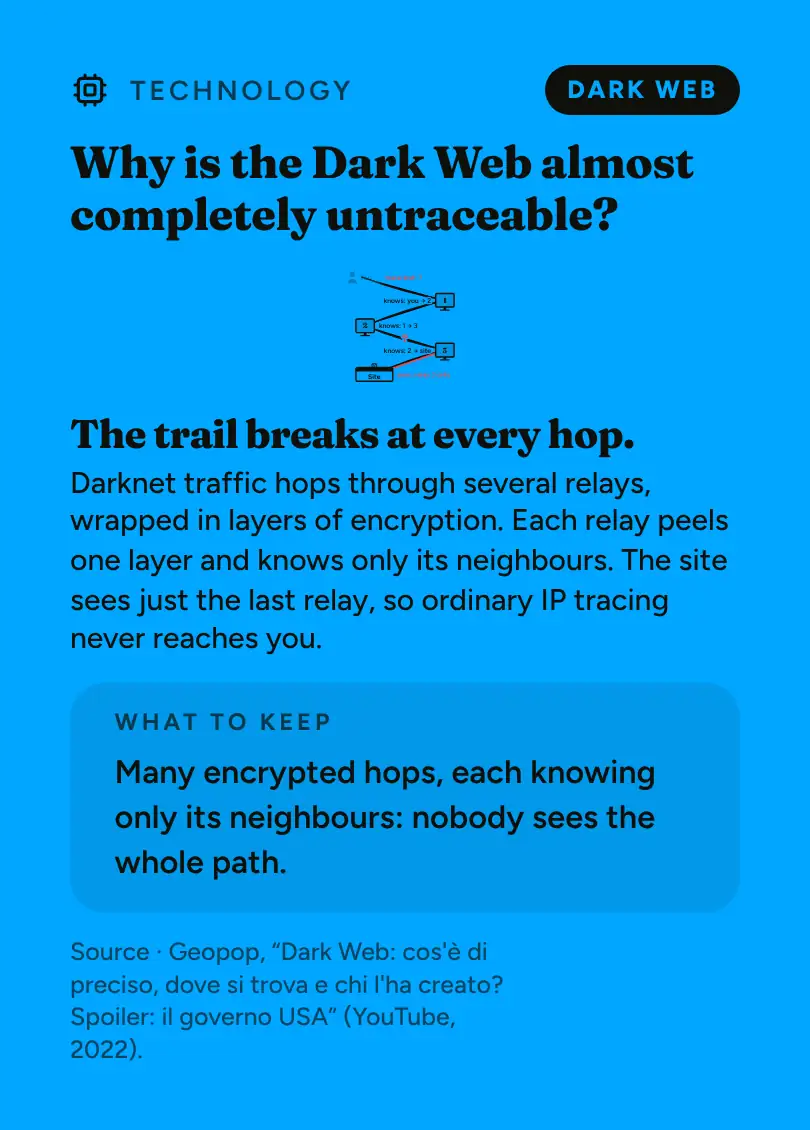 TECHNOLOGY
DARK WEB
Why is the Dark Web almost
completely untraceable?
knows: you → 2
1
2
knows: 1 → 3
knows: 2 → site
3
Site
The trail breaks at every hop.
Darknet traffic hops through several relays,
wrapped in layers of encryption. Each relay peels
one layer and knows only its neighbours. The site
sees just the last relay, so ordinary IP tracing
never reaches you.
WHAT TO KEEP
Many encrypted hops, each knowing
only its neighbours: nobody sees the
whole path.
Source · Geopop, “Dark Web: cos'è di
preciso, dove si trova e chi l'ha creato?
Spoiler: il governo USA” (YouTube,
2022).